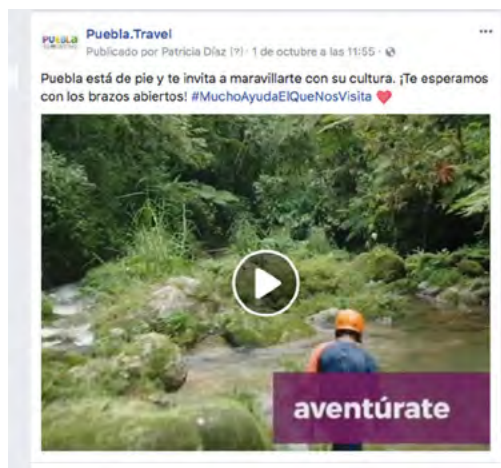 PUEBLA
Puebla.Travel
Publicado por Patricia Díaz [?] · 1 de octubre a las 11:55 ·
Puebla está de pie y te invita a maravillarte con su cultura. ¡Te esperamos
con los brazos abiertos! #MuchoAyudaElQueNosVisita
aventúrate